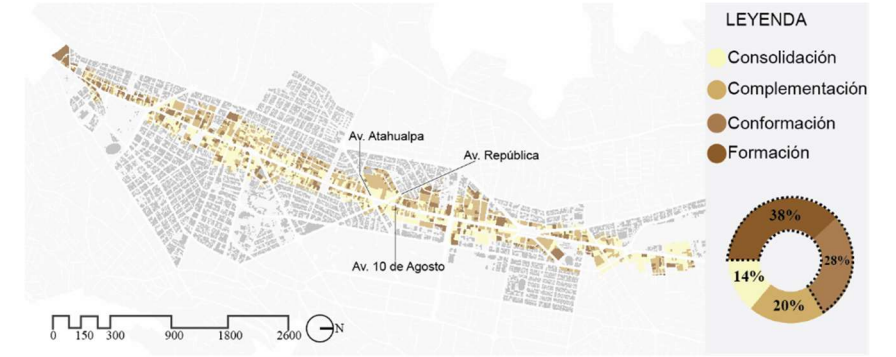 LEYENDA
Consolidación
Complementación
Conformación
Formación
Av. Atahualpa
Av. República
Av. 10 de Agosto
38%
28%
14%
20%
0 150 300 900 1800 2600
N